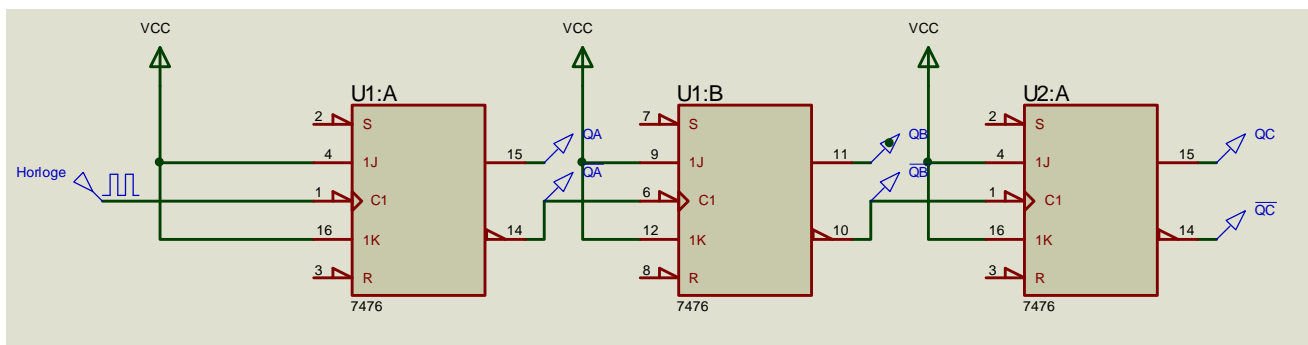 VCC
VCC
VCC
U1:A
U1:B
U2:A
2
S
7
S
2
S
QA
QB
QC
4
1J
15
9
1J
11
4
1J
15
Horloge
QA
QB
QC
1
C1
6
C1
1
C1
16
1K
14
12
1K
10
16
1K
14
3
R
8
R
3
R
7476
7476
7476